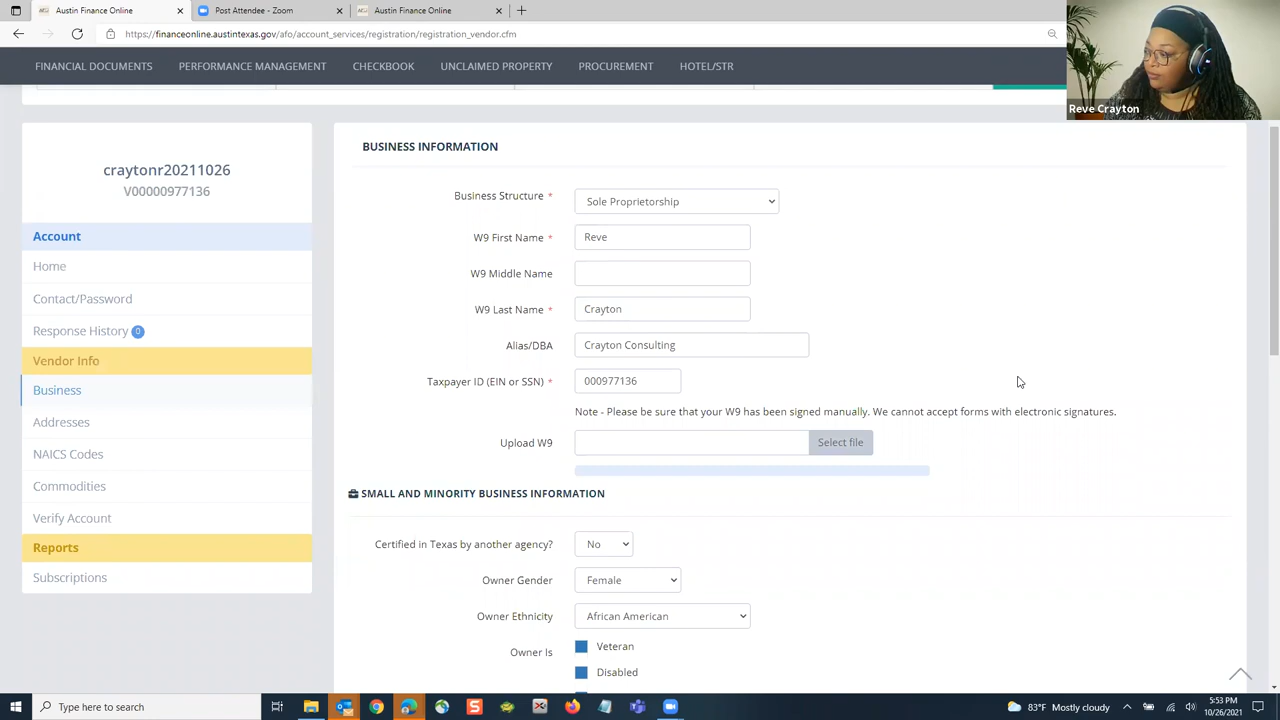 Austin Finance Online
Post Attendee - Zoom
Austin Finance Online
https://financeonline.austintexas.gov/afo/account_services/registration/registration_vendor.cfm
FINANCIAL DOCUMENTS
PERFORMANCE MANAGEMENT
CHECKBOOK
UNCLAIMED PROPERTY
PROCUREMENT
HOTEL/STR
Reve Crayton
craytonr20211026
V00000977136
Account
Home
Contact/Password
Response History 0
Vendor Info
Business
Addresses
NAICS Codes
Commodities
Verify Account
Reports
Subscriptions
BUSINESS INFORMATION
Business Structure * Sole Proprietorship
W9 First Name * Reve
W9 Middle Name
W9 Last Name * Crayton
Alias/DBA Crayton Consulting
Taxpayer ID (EIN or SSN) * 000977136
Note - Please be sure that your W9 has been signed manually. We cannot accept forms with electronic signatures.
Upload W9 Select file
SMALL AND MINORITY BUSINESS INFORMATION
Certified in Texas by another agency? No
Owner Gender Female
Owner Ethnicity African American
Owner Is Veteran
Disabled
Type here to search
83°F Mostly cloudy
5:53 PM
10/26/2021